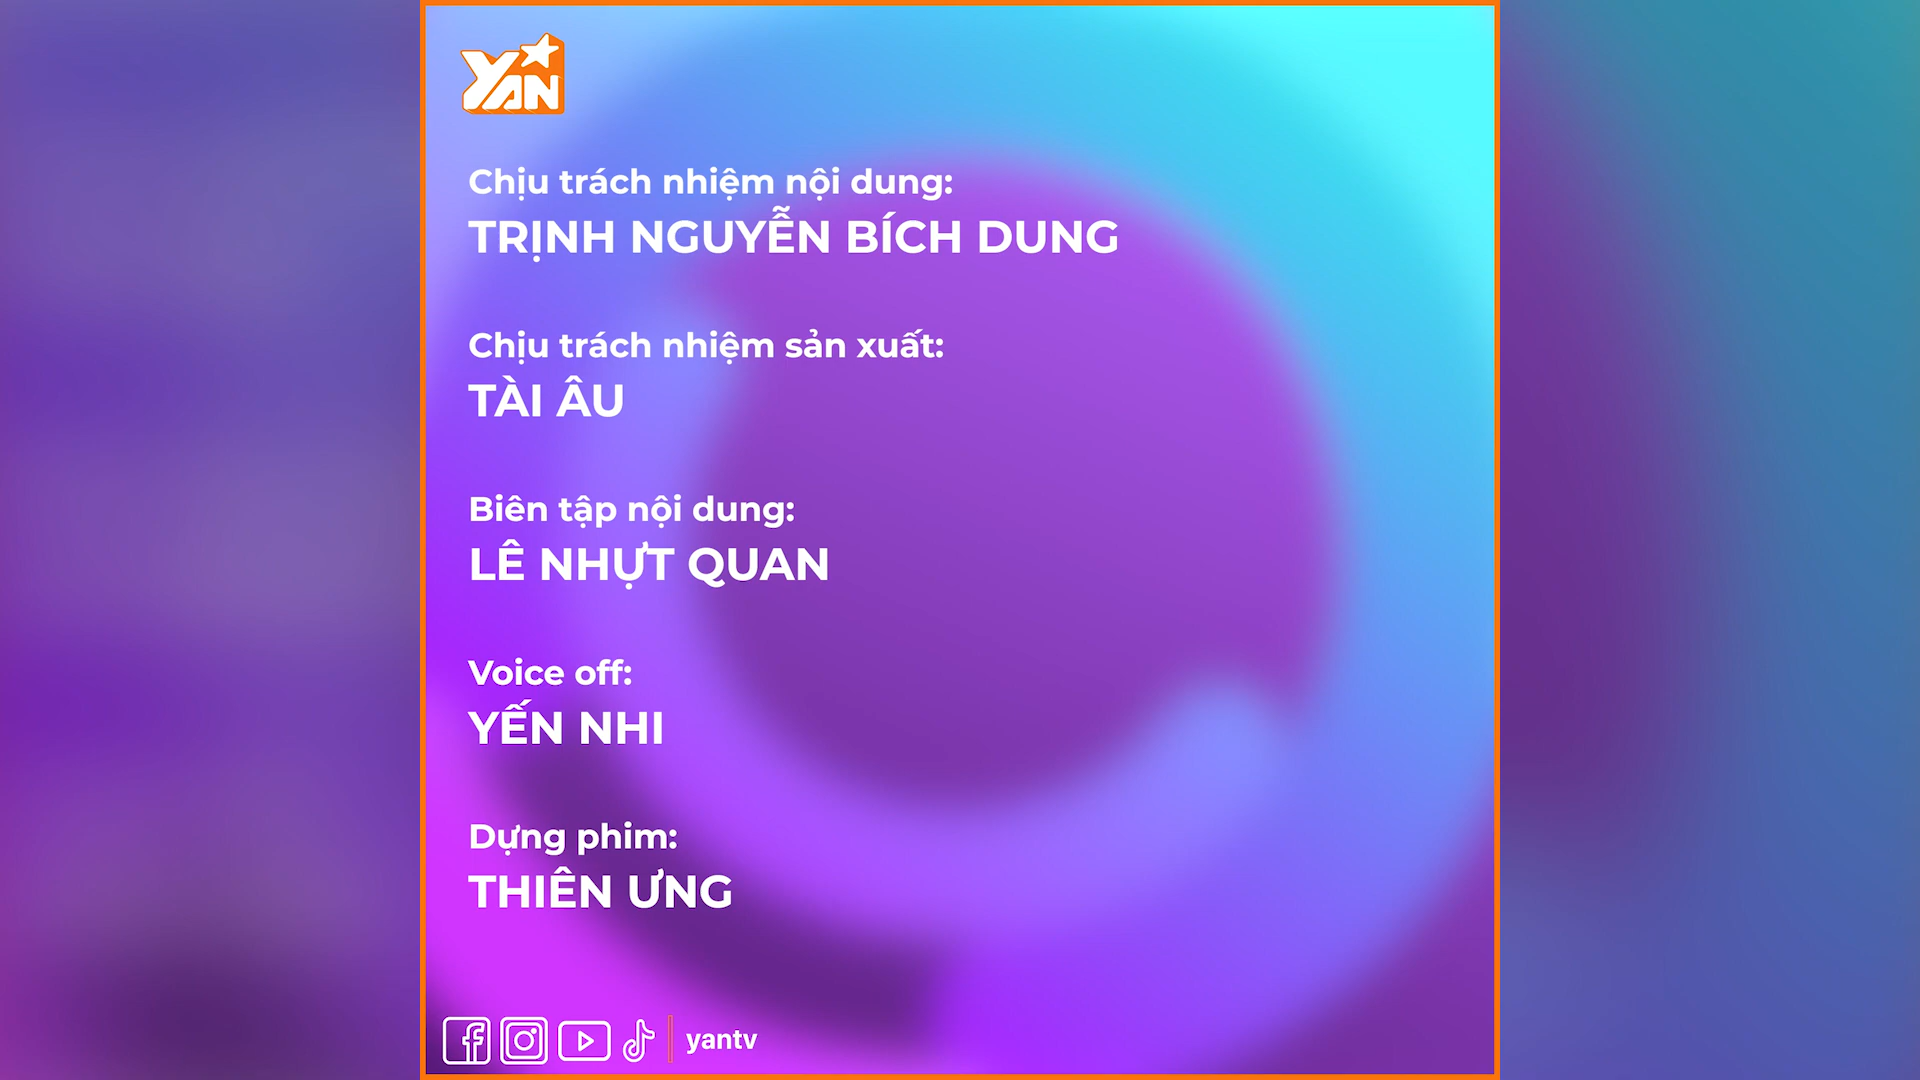 YAN
Chịu trách nhiệm nội dung:
TRỊNH NGUYỄN BÍCH DUNG
Chịu trách nhiệm sản xuất:
TÀI ÂU
Biên tập nội dung:
LÊ NHỰT QUAN
Voice off:
YẾN NHI
Dựng phim:
THIÊN ƯNG
yantv